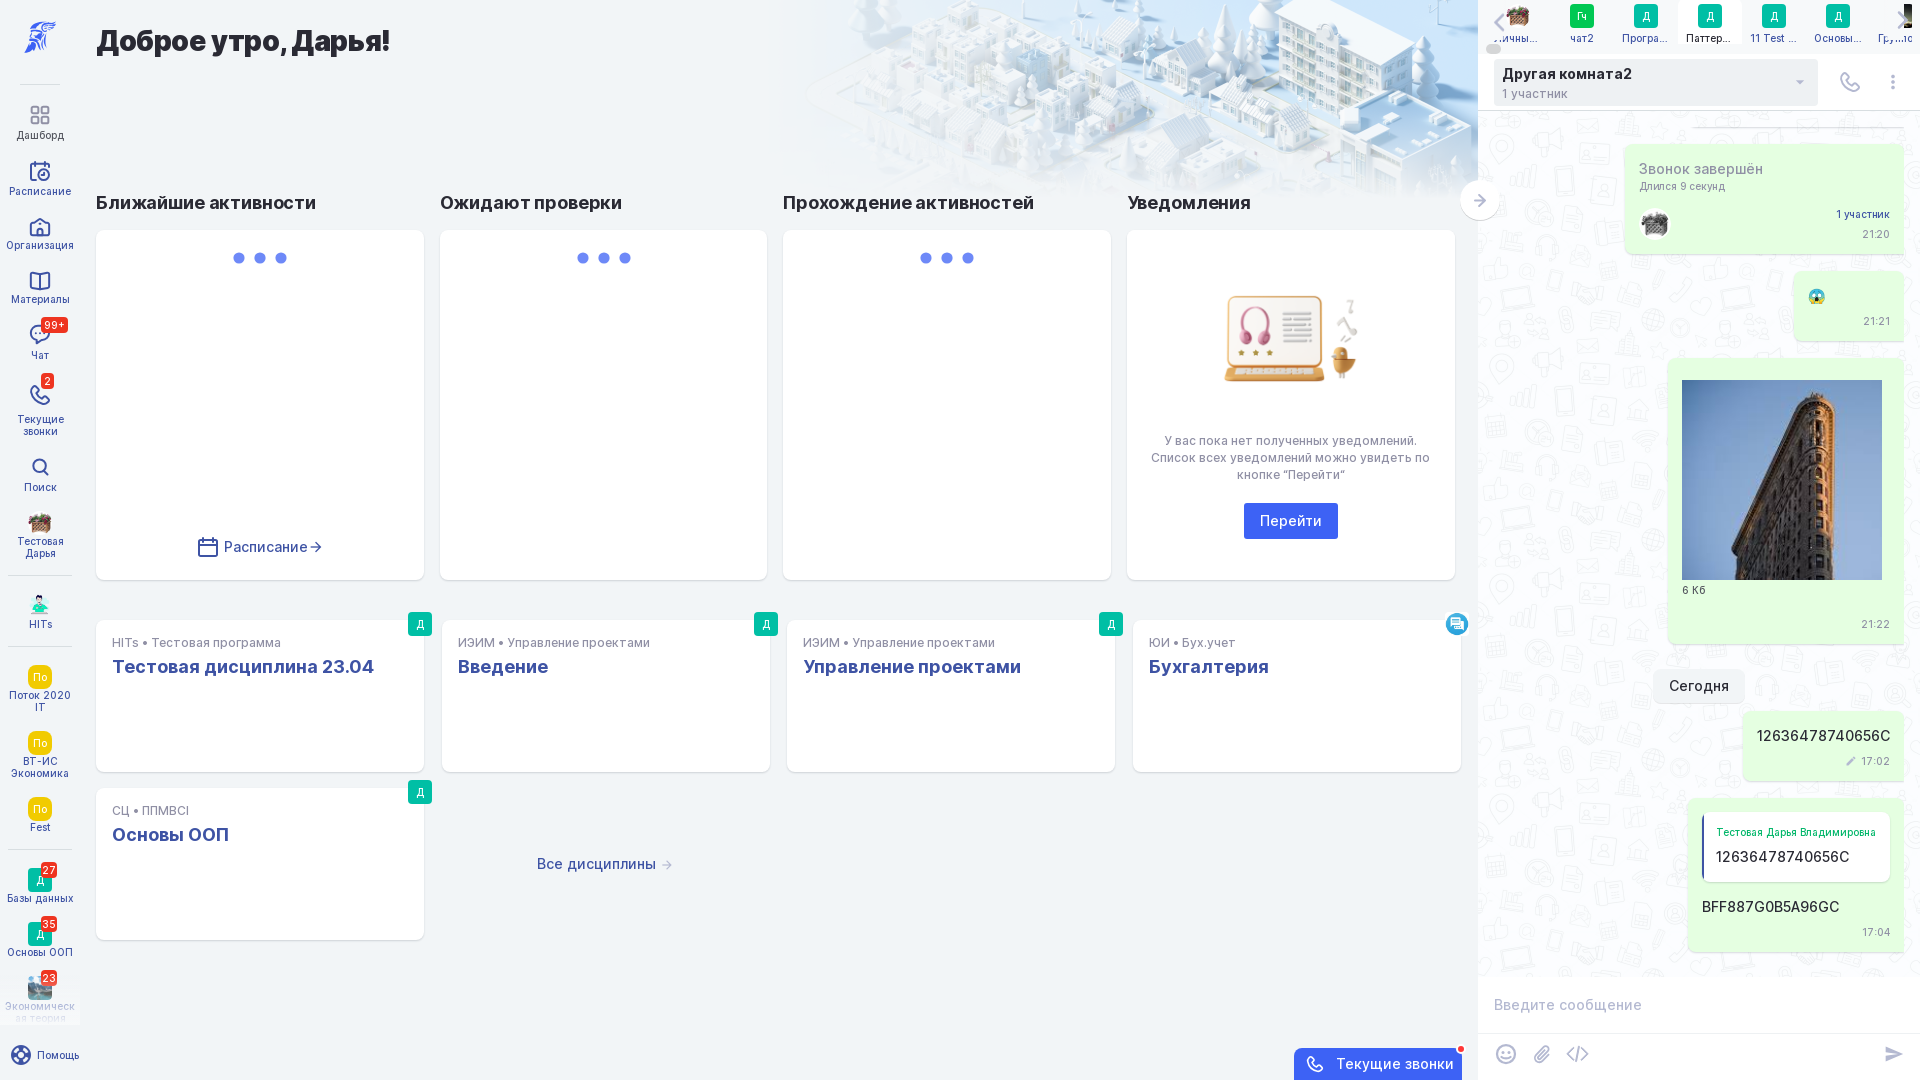 Доброе утро, Дарья!
Дашборд
Расписание
Организация
Материалы
99+
Чат
2
Текущие
звонки
Поиск
Тестовая
Дарья
HITs
По
Поток 2020
IT
По
ВТ-ИС
Экономика
По
Fest
27
Д
Базы данных
35
Д
Основы ООП
23
Экономическ
ая теория
Помощь
Ближайшие активности
Расписание
Ожидают проверки
Прохождение активностей
Уведомления
У вас пока нет полученных уведомлений.
Список всех уведомлений можно увидеть по
кнопке “Перейти“
Перейти
Д
HITs • Тестовая программа
Тестовая дисциплина 23.04
Д
ИЭИМ • Управление проектами
Введение
Д
ИЭИМ • Управление проектами
Управление проектами
ЮИ • Бух.учет
Бухгалтерия
Д
СЦ • ППМВСI
Основы ООП
Все дисциплины
Текущие звонки
Гч
Д
Д
Д
Д
чат2
Програ...
Паттер...
11 Test ...
Основы...
Другая комната2
1 участник
Звонок завершён
Длился 9 секунд
1 участник
21:20
21:21
6 Кб
21:22
Сегодня
12636478740656C
17:02
Тестовая Дарья Владимировна
12636478740656C
BFF887G0B5A96GC
17:04
Введите сообщение